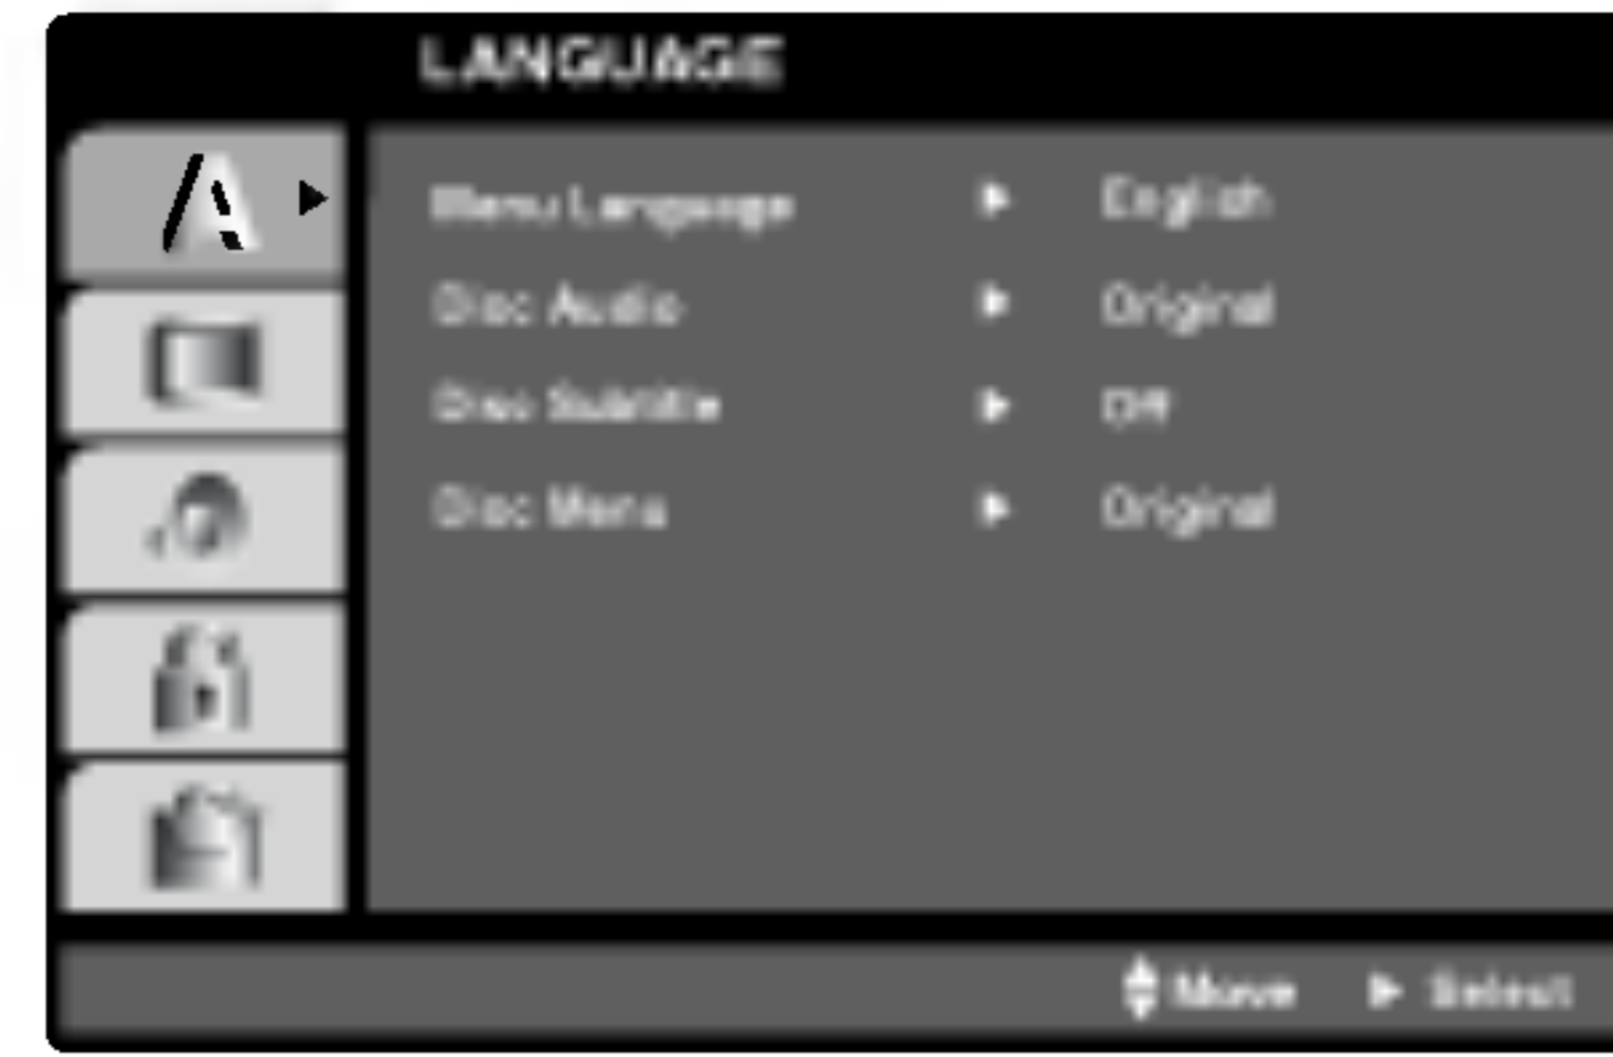 LANGUAGE
Menu Language ► English
Disc Audio ► Original
Disc Subtitle ► Off
Disc Menu ► Original
Move ► Select